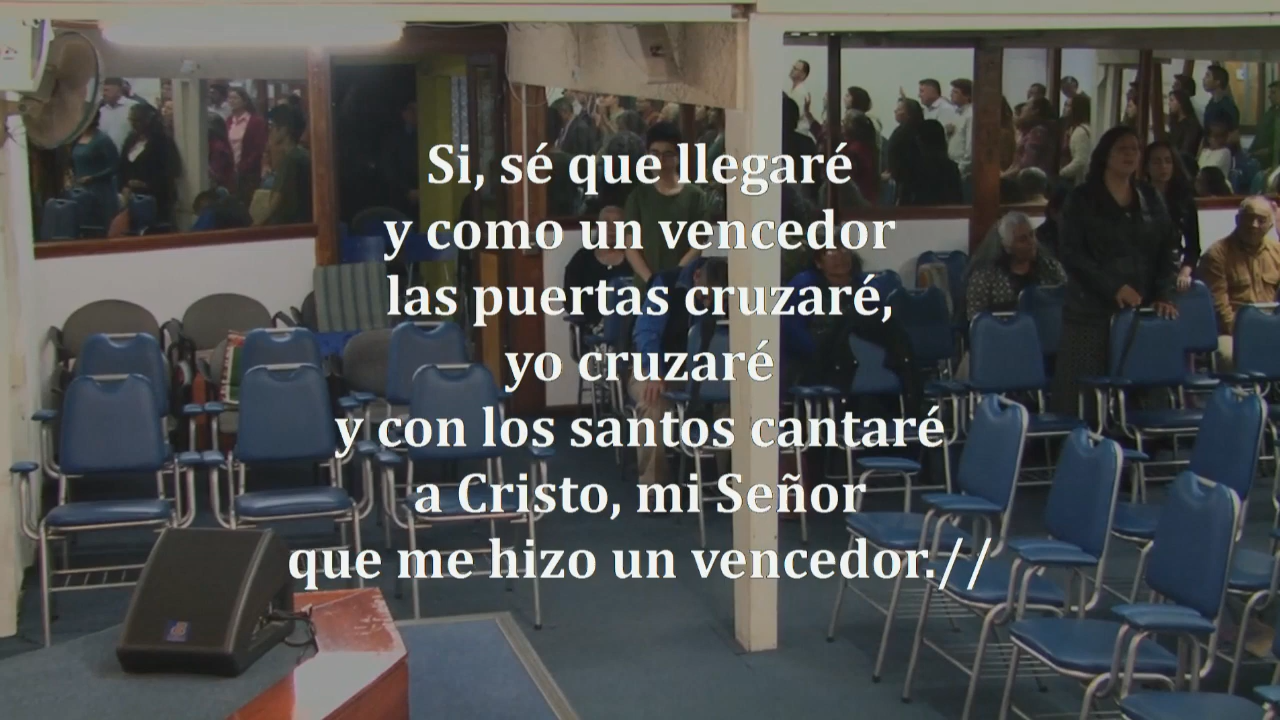 Si, sé que llegaré
y como un vencedor
las puertas cruzaré,
yo cruzaré
y con los santos cantaré
a Cristo, mi Señor
que me hizo un vencedor.//